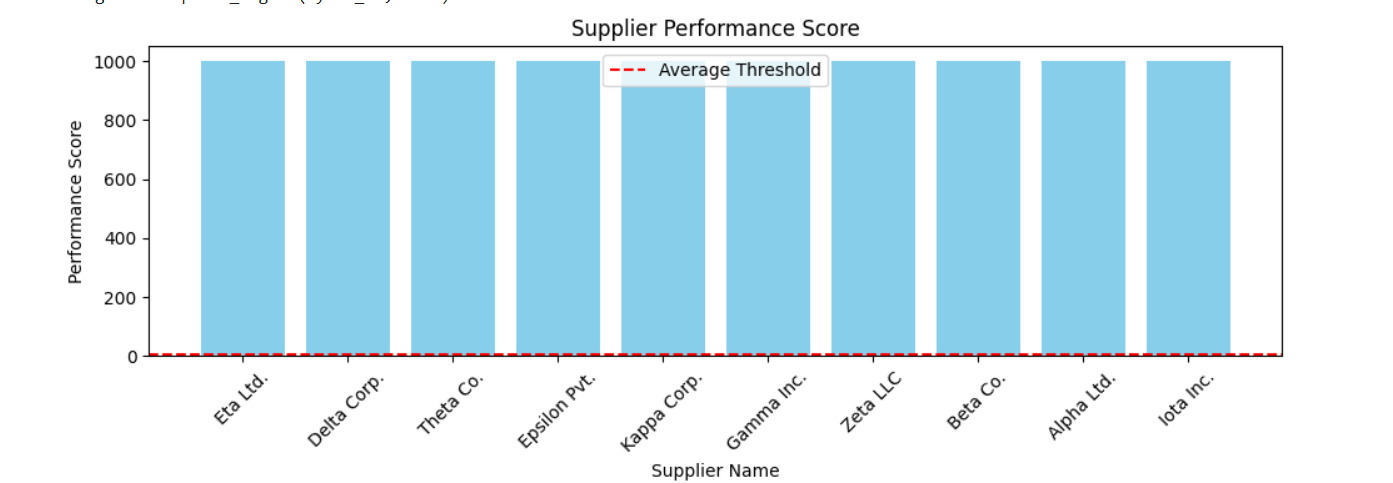 Supplier Performance Score
Average Threshold
1000
800
600
400
200
0
Performance Score
Eta Ltd.
Delta Corp.
Theta Co.
Epsilon Pvt.
Kappa Corp.
Gamma Inc.
Zeta LLC
Beta Co.
Alpha Ltd.
Iota Inc.
Supplier Name